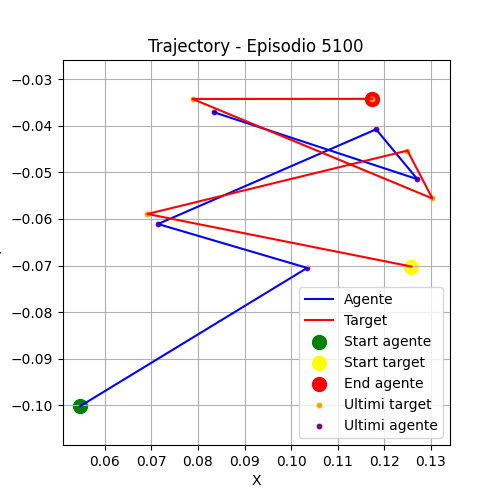 Trajectory - Episodio 5100
−0.03
−0.04
−0.05
−0.06
−0.07
−0.08
−0.09
−0.10
Agente
Target
Start agente
Start target
End agente
Ultimi target
Ultimi agente
0.06 0.07 0.08 0.09 0.10 0.11 0.12 0.13
X